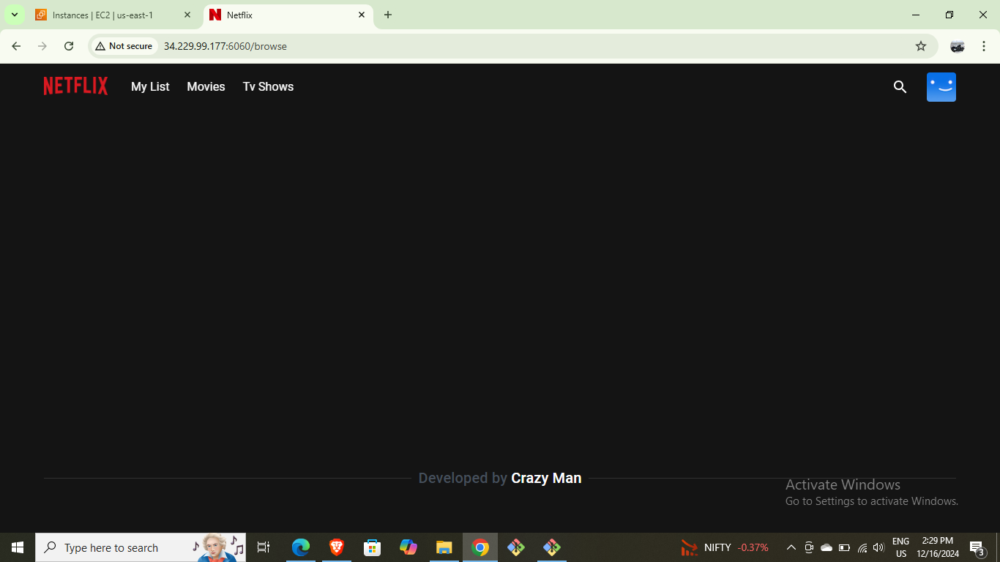 Instances | EC2 | us-east-1
Netflix
Not secure
34.229.99.177:6060/browse
NETFLIX
My List
Movies
Tv Shows
Developed by Crazy Man
Activate Windows
Go to Settings to activate Windows.
Type here to search
NIFTY -0.37%
ENG
US
2:29 PM
12/16/2024
3